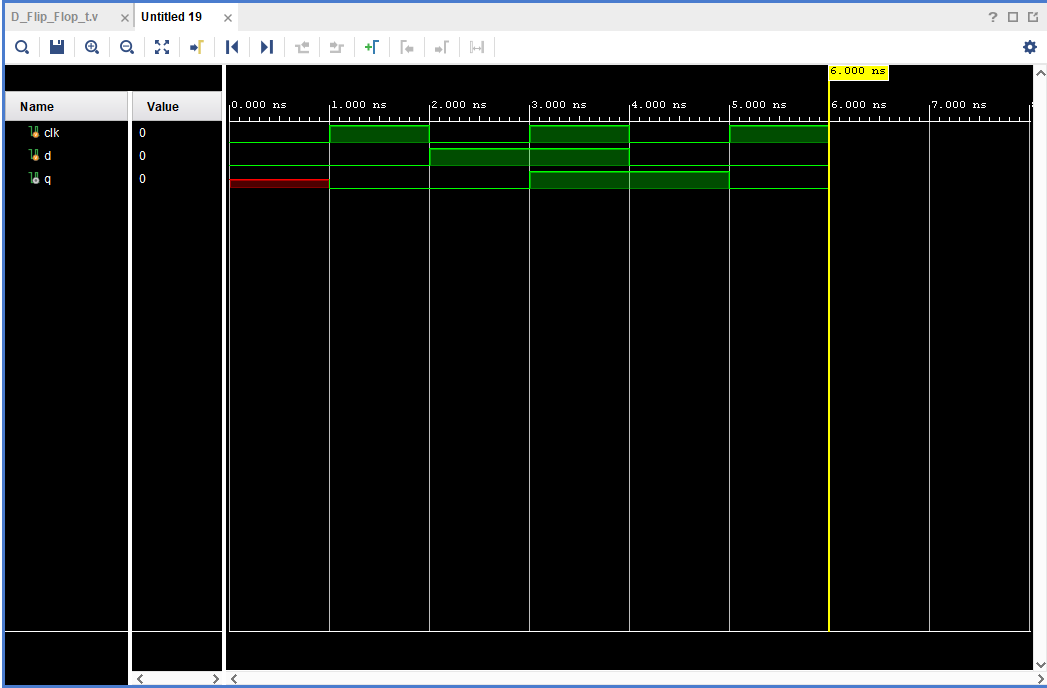 D_Flip_Flop_t.v × Untitled 19 × ?
6.000 ns
Name Value
0.000 ns 1.000 ns 2.000 ns 3.000 ns 4.000 ns 5.000 ns 6.000 ns 7.000 ns
clk 0
d 0
q 0